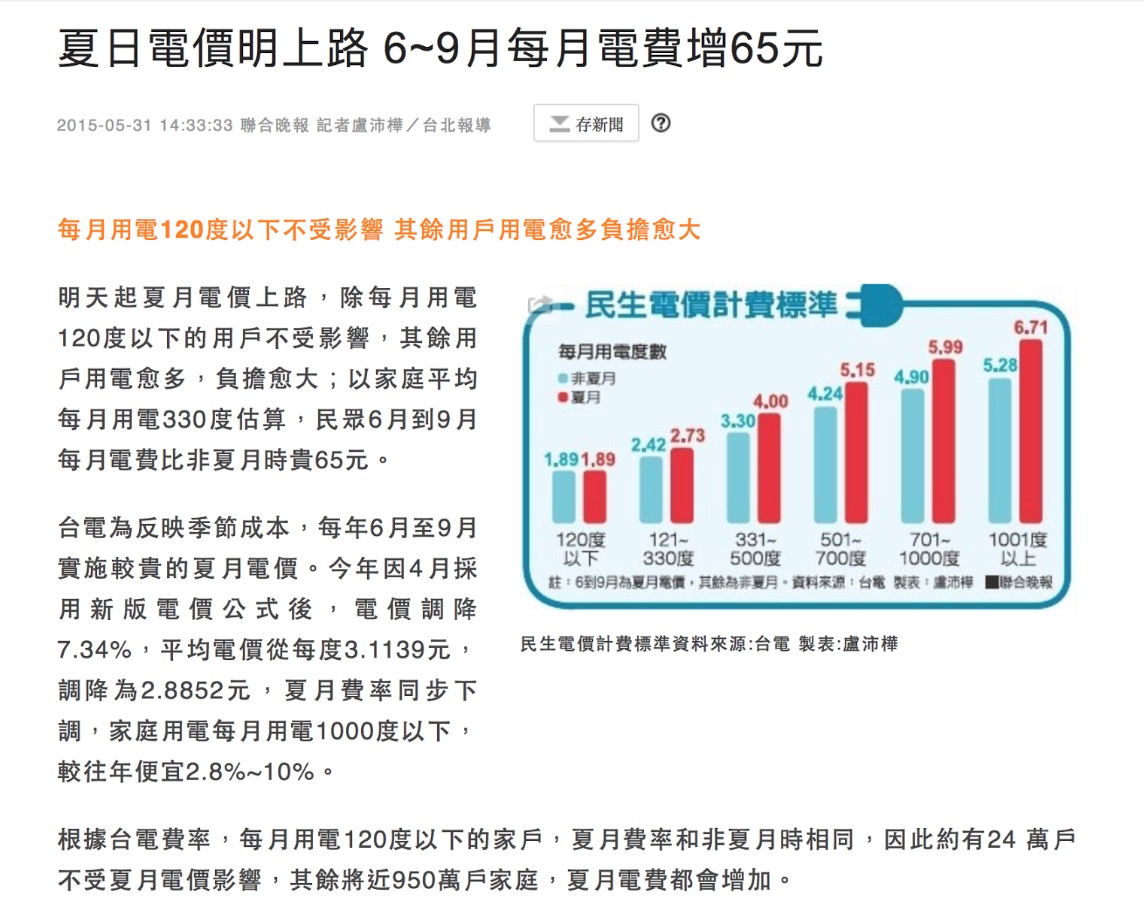 夏日電價明上路 6~9月每月電費增65元
2015-05-31 14:33:33 聯合晚報 記者盧沛樺／台北報導
存新聞
?
每月用電120度以下不受影響 其餘用戶用電愈多負擔愈大
明天起夏月電價上路，除每月用電
120度以下的用戶不受影響，其餘用
戶用電愈多，負擔愈大；以家庭平均
每月用電330度估算，民眾6月到9月
每月電費比非夏月時貴65元。
台電為反映季節成本，每年6月至9月
實施較貴的夏月電價。今年因4月採
用新版電價公式後，電價調降
7.34%，平均電價從每度3.1139元，
調降為2.8852元，夏月費率同步下
調，家庭用電每月用電1000度以下，
較往年便宜2.8%~10%。
民生電價計費標準
每月用電度數
非夏月
夏月
1.89 1.89
2.42 2.73
3.30 4.00
4.24 5.15
4.90 5.99
5.28 6.71
120度
以下
121~
330度
331~
500度
501~
700度
701~
1000度
1001度
以上
註：6到9月為夏月電價，其餘為非夏月。資料來源：台電 製表：盧沛樺 ■聯合晚報
民生電價計費標準資料來源:台電 製表:盧沛樺
根據台電費率，每月用電120度以下的家戶，夏月費率和非夏月時相同，因此約有24 萬戶
不受夏月電價影響，其餘將近950萬戶家庭，夏月電費都會增加。